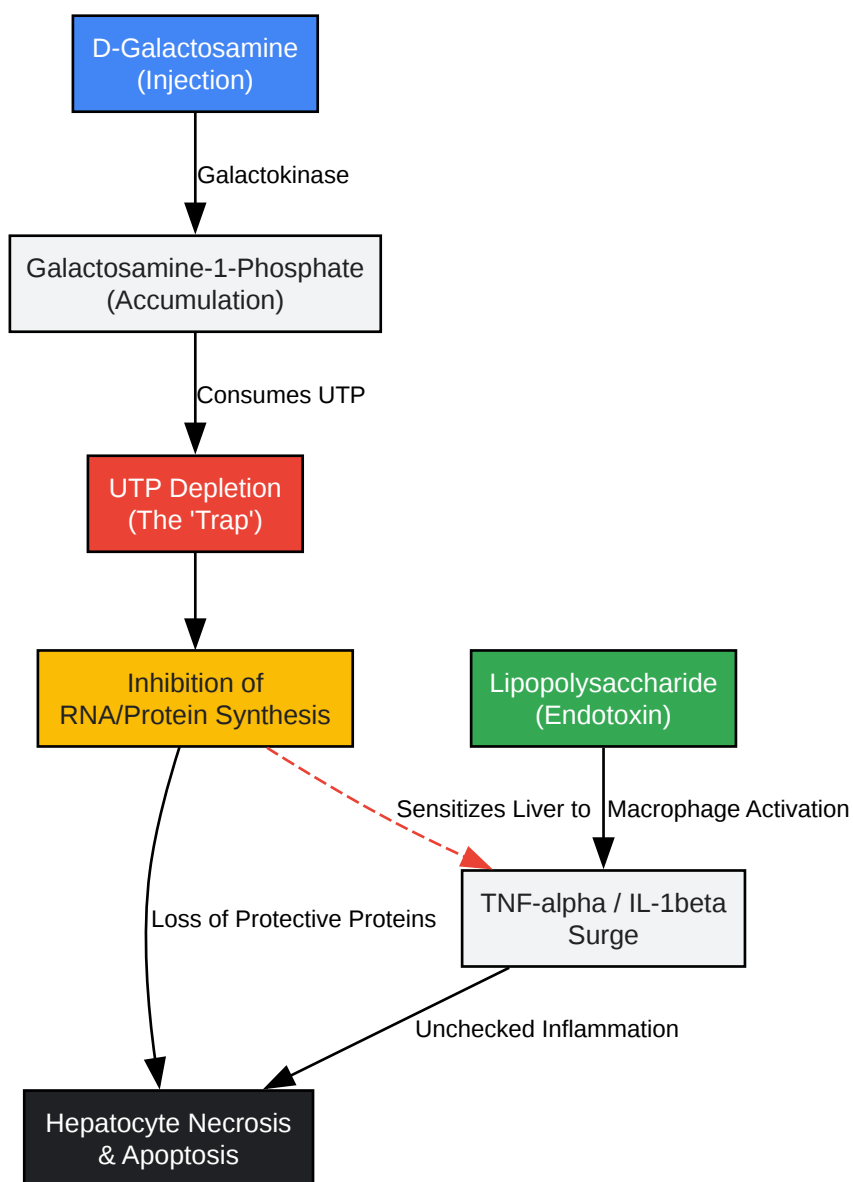 D-Galactosamine
(Injection)
Galactokinase
Galactosamine-1-Phosphate
(Accumulation)
Consumes UTP
UTP Depletion
(The 'Trap')
Inhibition of
RNA/Protein Synthesis
Lipopolysaccharide
(Endotoxin)
Sensitizes Liver to
Macrophage Activation
TNF-alpha / IL-1beta
Surge
Loss of Protective Proteins
Unchecked Inflammation
Hepatocyte Necrosis
& Apoptosis